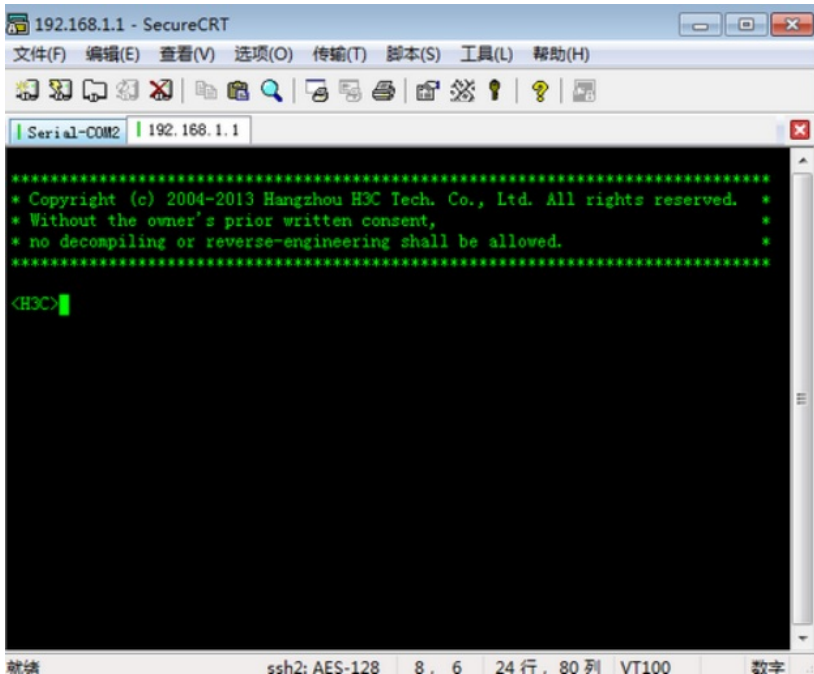 192.168.1.1 - SecureCRT
文件(F) 编辑(E) 查看(V) 选项(O) 传输(T) 脚本(S) 工具(L) 帮助(H)
Serial-COM2 192.168.1.1
******************************************************************************
* Copyright (c) 2004-2013 Hangzhou H3C Tech. Co., Ltd. All rights reserved. *
* Without the owner's prior written consent, *
* no decompiling or reverse-engineering shall be allowed. *
******************************************************************************
<H3C>
就绪 ssh2: AES-128 8, 6 24 行, 80 列 VT100 数字